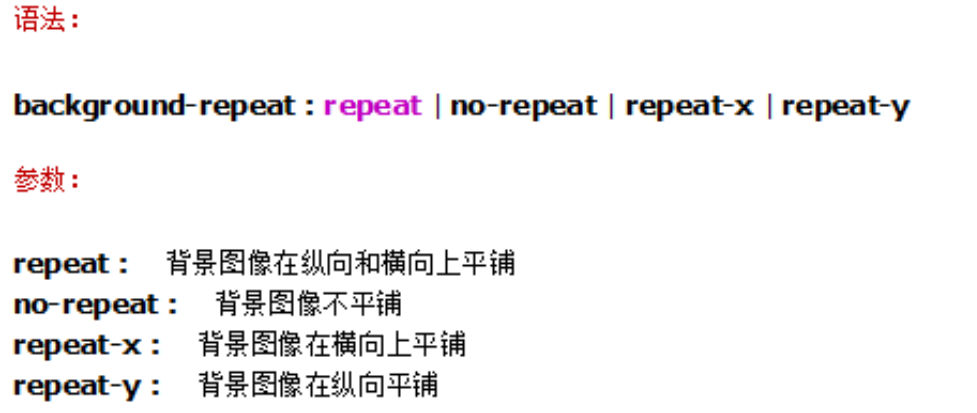 语法：
background-repeat : repeat | no-repeat | repeat-x | repeat-y
参数：
repeat : 背景图像在纵向和横向上平铺
no-repeat : 背景图像不平铺
repeat-x : 背景图像在横向上平铺
repeat-y : 背景图像在纵向平铺